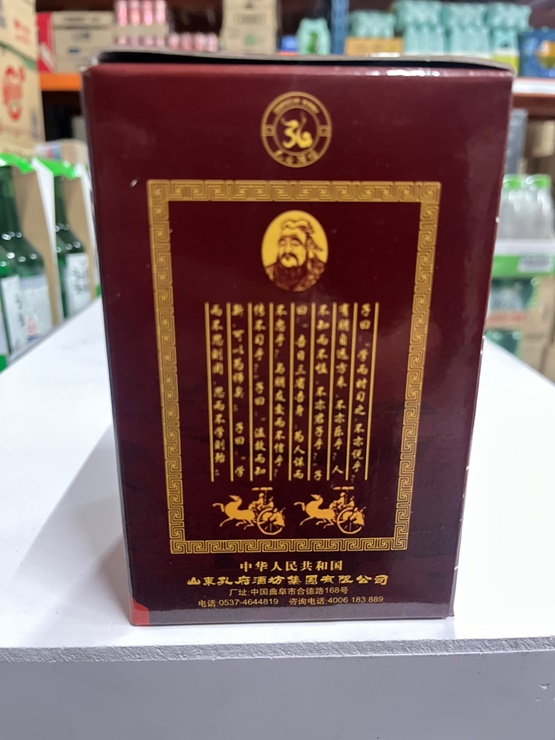 子曰:"学而时习之,不亦说乎?
有朋自远方来,不亦乐乎?人
不知而不愠,不亦君子乎?"子
曰:"吾日三省吾身,为人谋而
不忠乎?与朋友交而不信乎?
传不习乎?"子曰:"温故而知
新,可以为师矣。"子曰:"学
而不思则罔,思而不学则殆。"
中华人民共和国
山東孔府酒坊集團有限公司
厂址:中国曲阜市合德路168号
电话:0537-4644819 咨询电话:4006 183 889